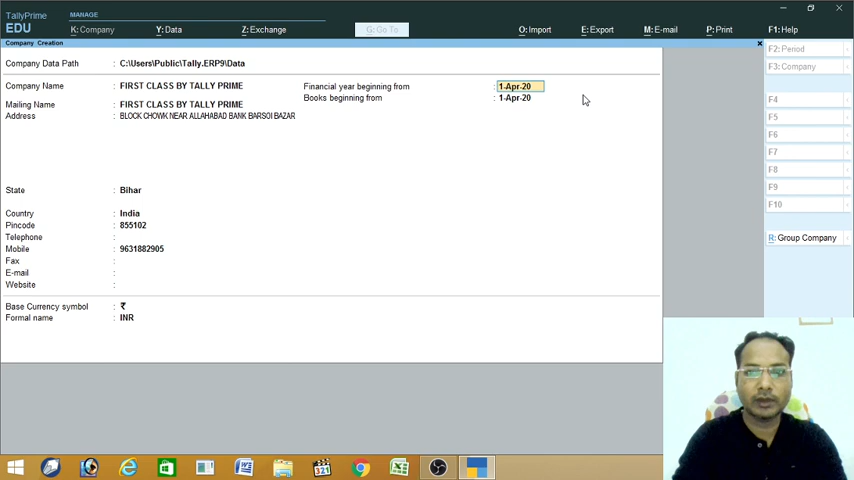 TallyPrime
MANAGE
EDU
K: Company
Y: Data
Z: Exchange
G: Go To
O: Import
E: Export
M: E-mail
P: Print
F1: Help
Company Creation
x
F2: Period
F3: Company
F4
F5
F6
F7
F8
F9
F10
R: Group Company
Company Data Path : C:\Users\Public\Tally.ERP9\Data
Company Name : FIRST CLASS BY TALLY PRIME
Financial year beginning from : 1-Apr-20
Books beginning from : 1-Apr-20
Mailing Name : FIRST CLASS BY TALLY PRIME
Address : BLOCK CHOWK NEAR ALLAHABAD BANK BARSOI BAZAR
State : Bihar
Country : India
Pincode : 855102
Telephone :
Mobile : 9631882905
Fax :
E-mail :
Website :
Base Currency symbol : ₹
Formal name : INR
321